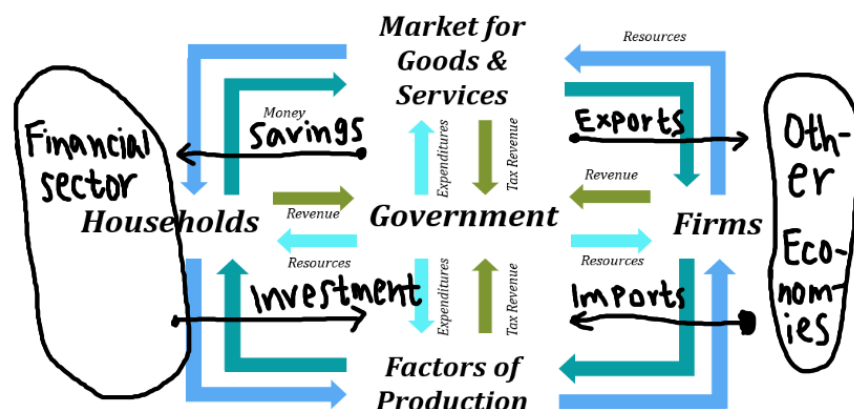 Market for
Goods &
Services
Resources
Money
Savings
Exports
Financial
sector
Oth-
er
Eco-
nom-
ies
Expenditures
Tax Revenue
Households
Revenue
Government
Revenue
Firms
Resources
Resources
Investment
Imports
Expenditures
Tax Revenue
Factors of
Production